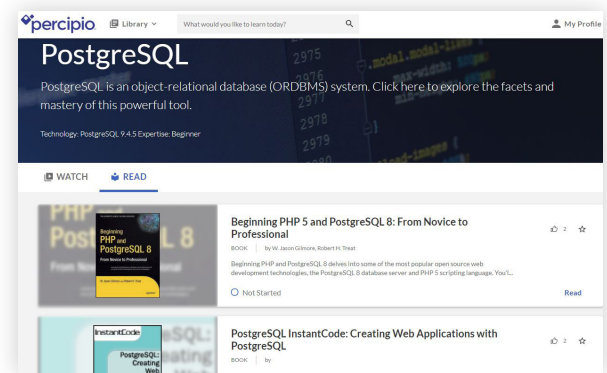 percipio. Library What would you like to learn today? My Profile
PostgreSQL
PostgreSQL is an object-relational database (ORDBMS) system. Click here to explore the facets and
mastery of this powerful tool.
Technology: PostgreSQL 9.4.5 Expertise: Beginner
2975
2976
2977
2978
2979
WATCH READ
Beginning
PHP and
PostgreSQL 8
From Novice to Professional
Beginning PHP 5 and PostgreSQL 8: From Novice to
Professional
2
BOOK | by W. Jason Gilmore, Robert H. Treat
Beginning PHP and PostgreSQL 8 delves into some of the most popular open source web
development technologies, the PostgreSQL 8 database server and PHP 5 scripting language. You'l...
Not Started Read
InstantCode
PostgreSQL:
Creating
Web
PostgreSQL InstantCode: Creating Web Applications with
PostgreSQL
2
BOOK | by